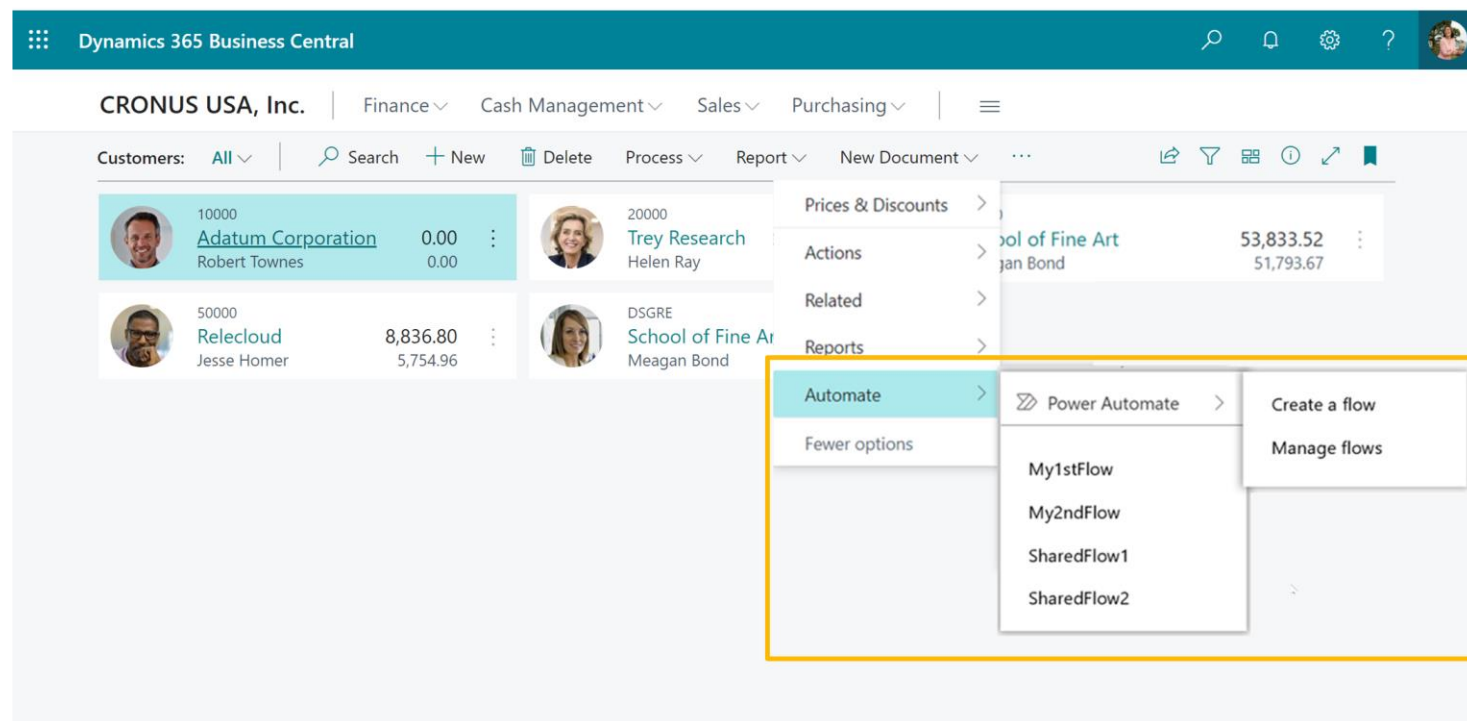 Dynamics 365 Business Central
?
CRONUS USA, Inc. Finance Cash Management Sales Purchasing
Customers: All Search + New Delete Process Report New Document ...
10000
Adatum Corporation 0.00
Robert Townes 0.00
20000
Trey Research
Helen Ray
ool of Fine Art 53,833.52
gan Bond 51,793.67
50000
Relecloud 8,836.80
Jesse Homer 5,754.96
DSGRE
School of Fine Ar
Meagan Bond
Prices & Discounts
Actions
Related
Reports
Automate
Fewer options
Power Automate
My1stFlow
My2ndFlow
SharedFlow1
SharedFlow2
Create a flow
Manage flows